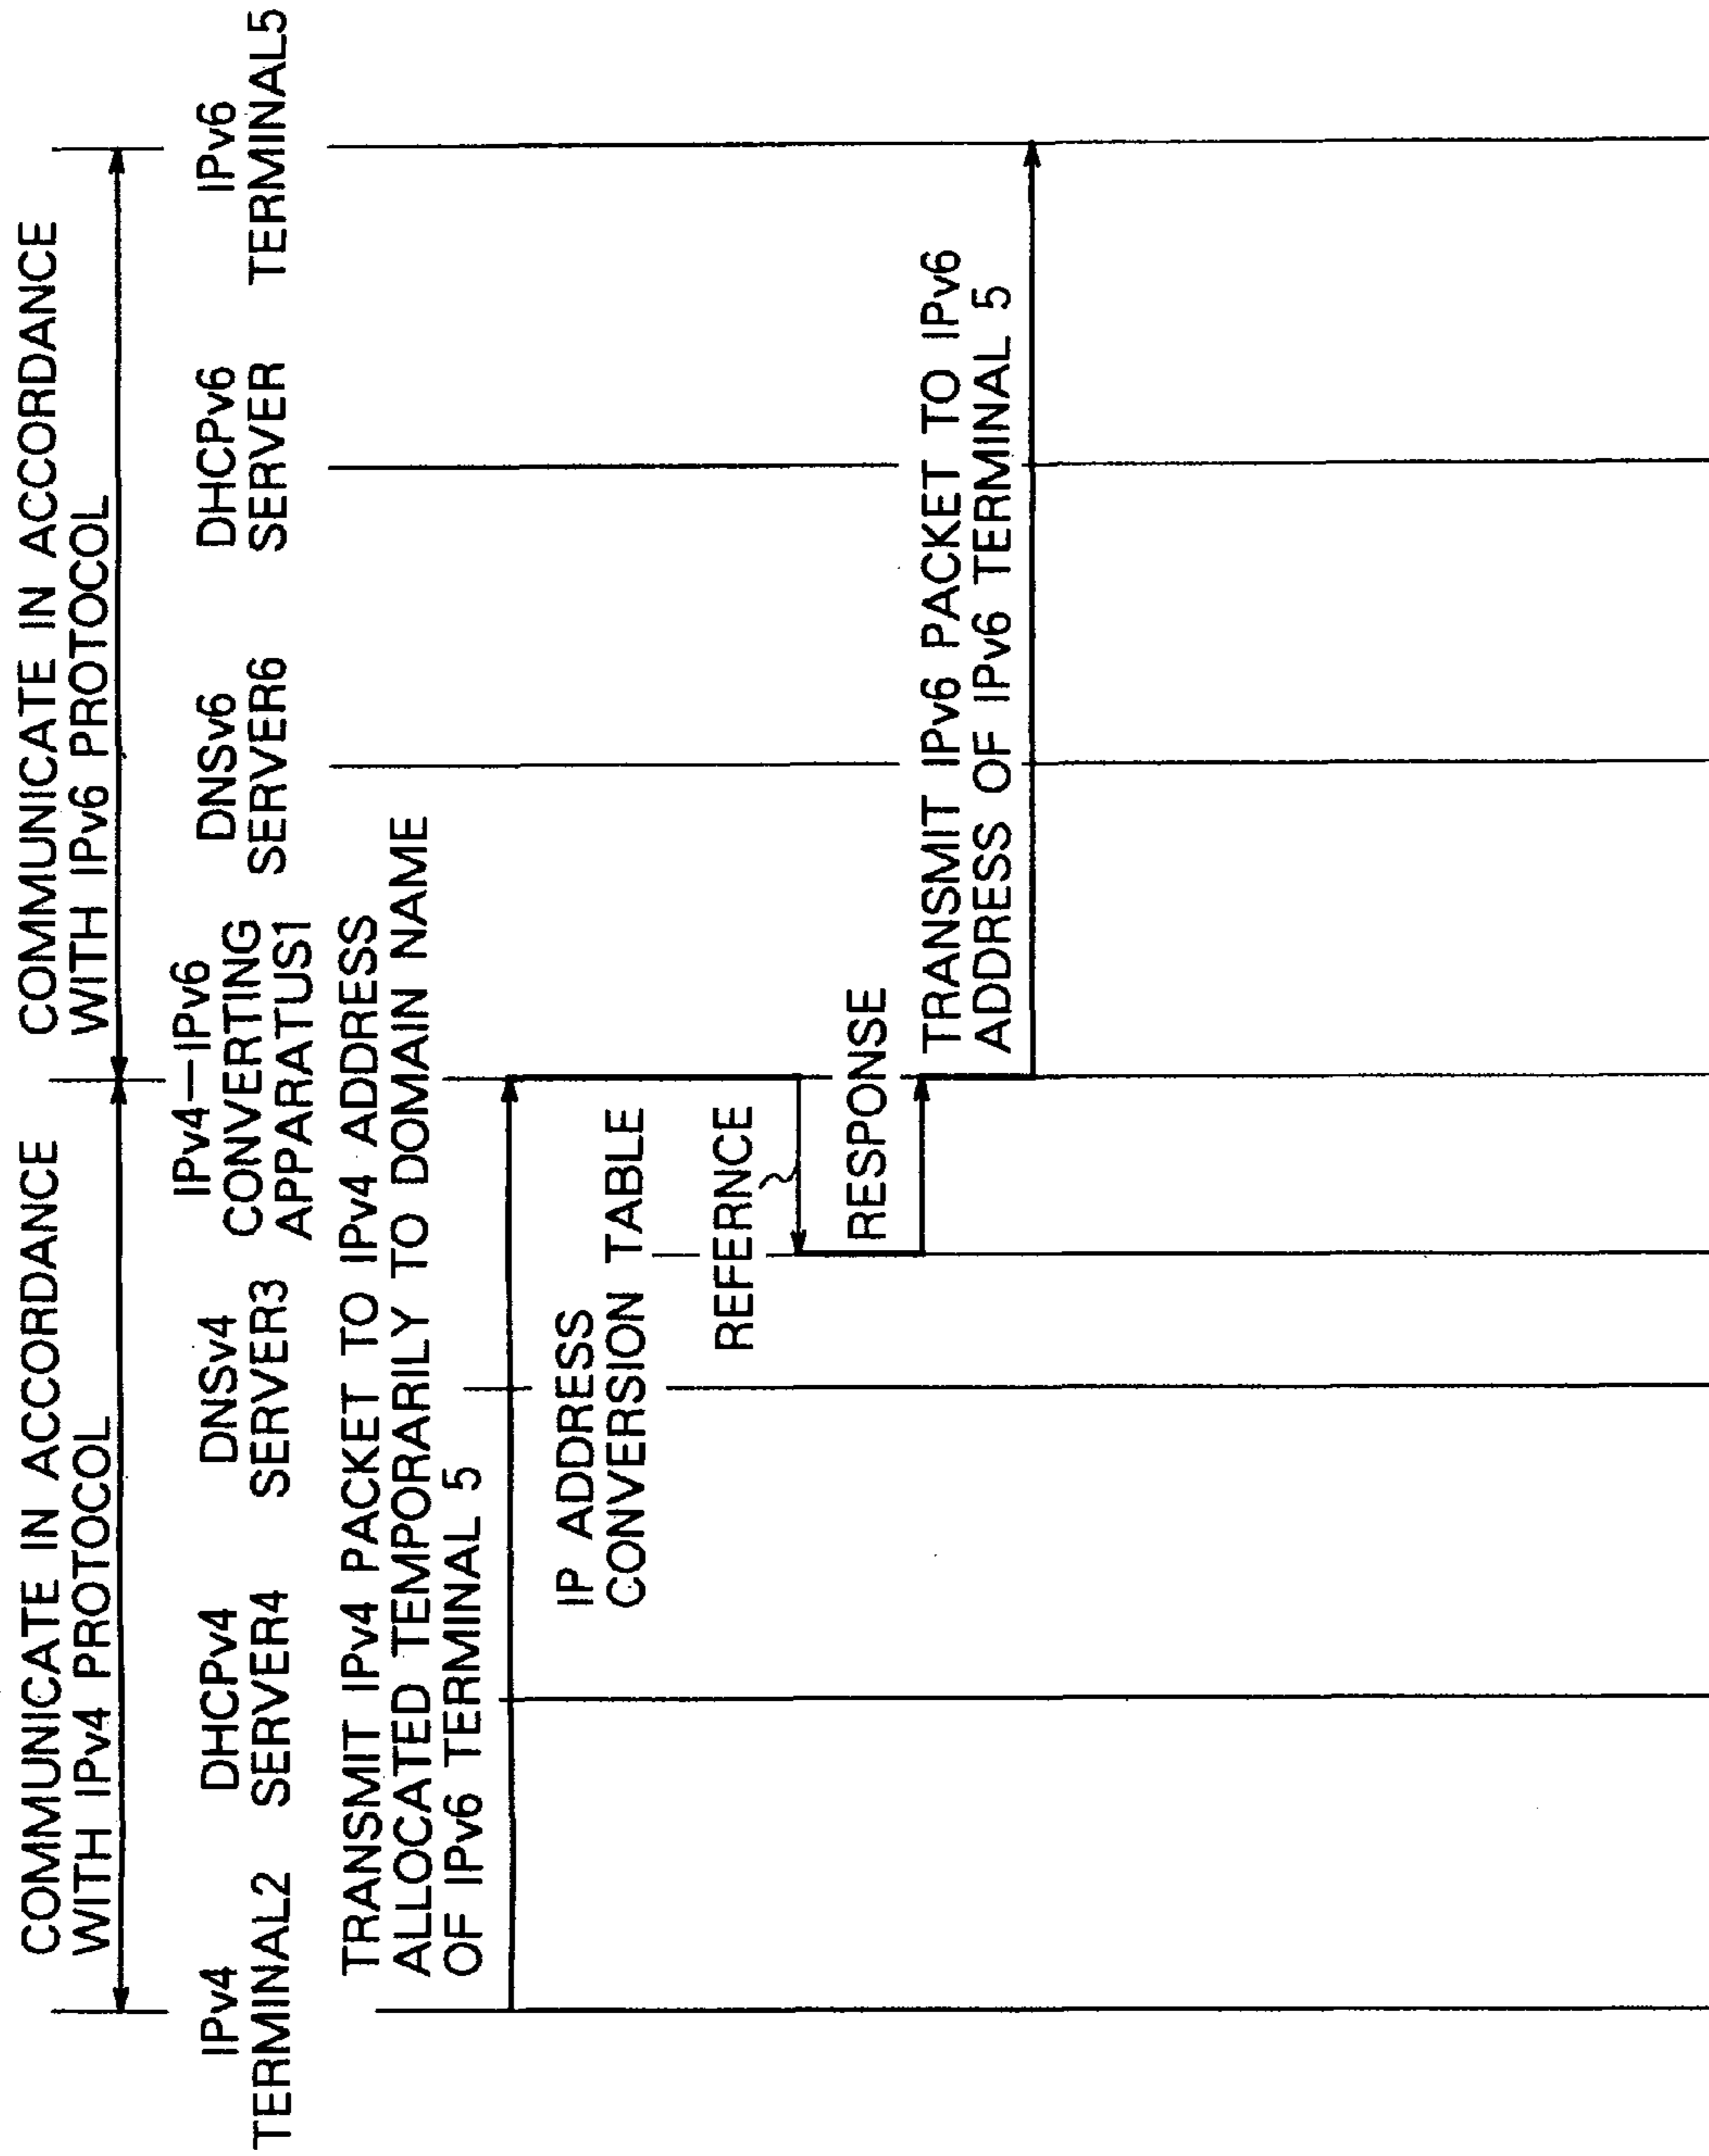 COMMUNICATE IN ACCORDANCE
WITH IPv4 PROTOCOL
COMMUNICATE IN ACCORDANCE
WITH IPv6 PROTOCOL
IPv4
TERMINAL2
DHCPv4
SERVER4
DNSv4
SERVER3
IPv4—IPv6
CONVERTING
APPARATUS1
DNSv6
SERVER6
DHCPv6
SERVER
IPv6
TERMINAL5
TRANSMIT IPv4 PACKET TO IPv4 ADDRESS
ALLOCATED TEMPORARILY TO DOMAIN NAME
OF IPv6 TERMINAL 5
IP ADDRESS
CONVERSION TABLE
REFERNCE
RESPONSE
TRANSMIT IPv6 PACKET TO IPv6
ADDRESS OF IPv6 TERMINAL 5